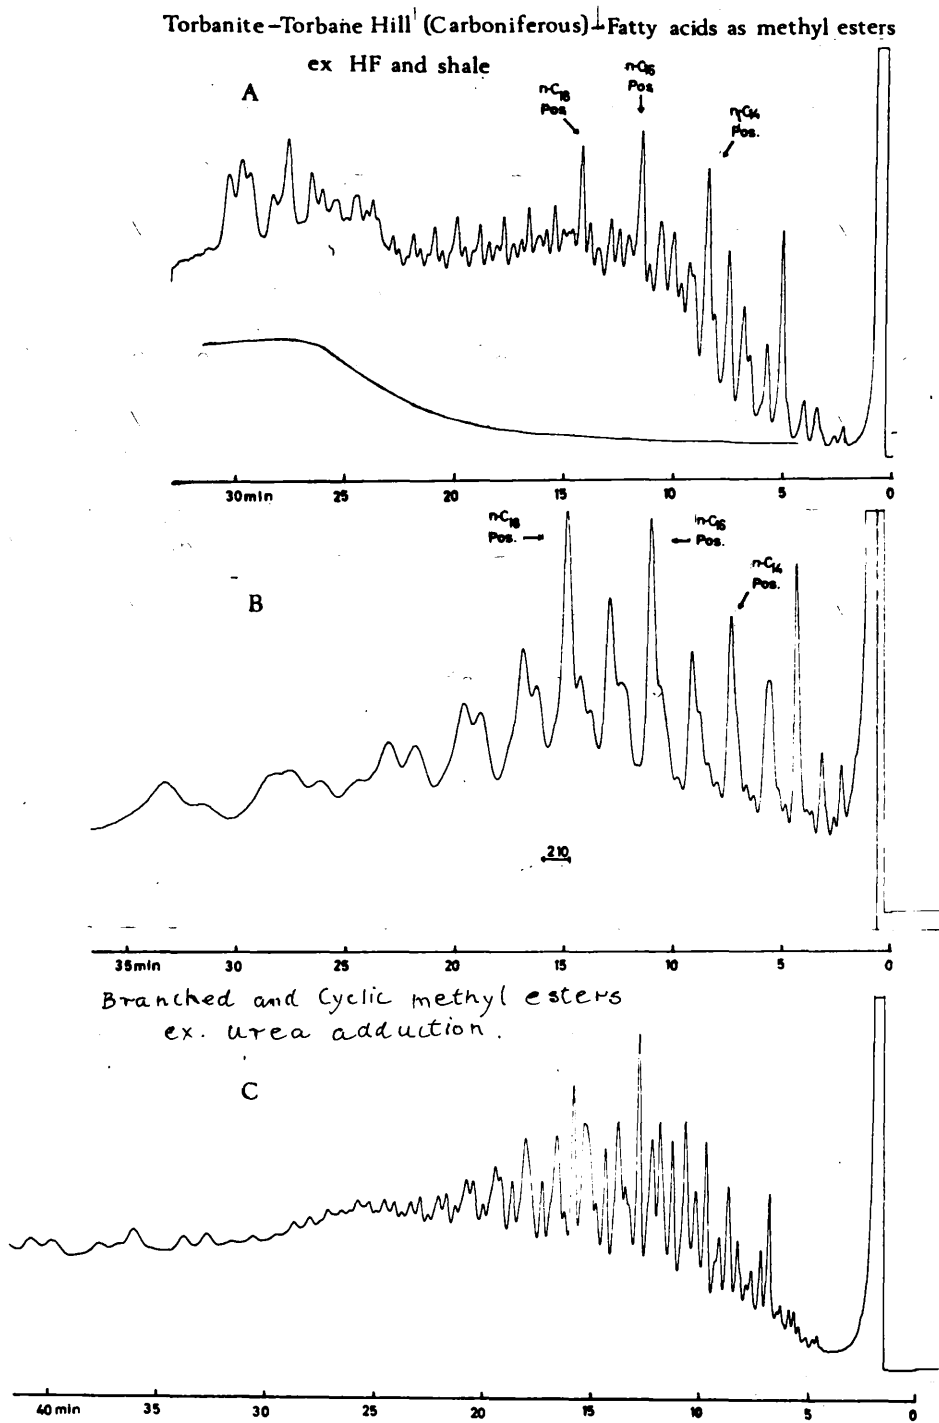 Torbanite–Torbane Hill (Carboniferous)–Fatty acids as methyl esters
ex HF and shale
A
n-C18
Pos.
n-C16
Pos
n-C14
Pos.
30min 25 20 15 10 5 0
n-C18
Pos.
n-C16
Pos.
n-C14
Pos.
B
210
35min 30 25 20 15 10 5 0
Branched and Cyclic methyl esters
ex. urea adduction.
C
40min 35 30 25 20 15 10 5 0